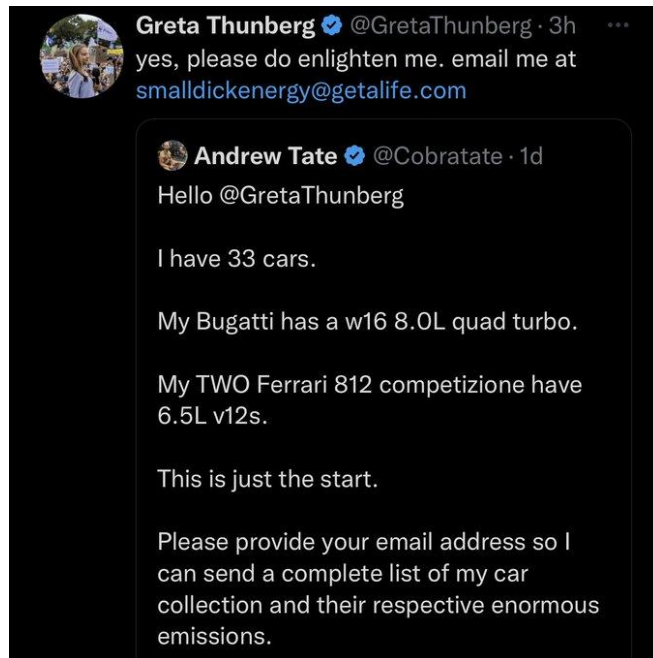 Greta Thunberg @GretaThunberg · 3h ...
yes, please do enlighten me. email me at
smalldickenergy@getalife.com
Andrew Tate @Cobratate · 1d
Hello @GretaThunberg
I have 33 cars.
My Bugatti has a w16 8.0L quad turbo.
My TWO Ferrari 812 competizione have
6.5L v12s.
This is just the start.
Please provide your email address so I
can send a complete list of my car
collection and their respective enormous
emissions.